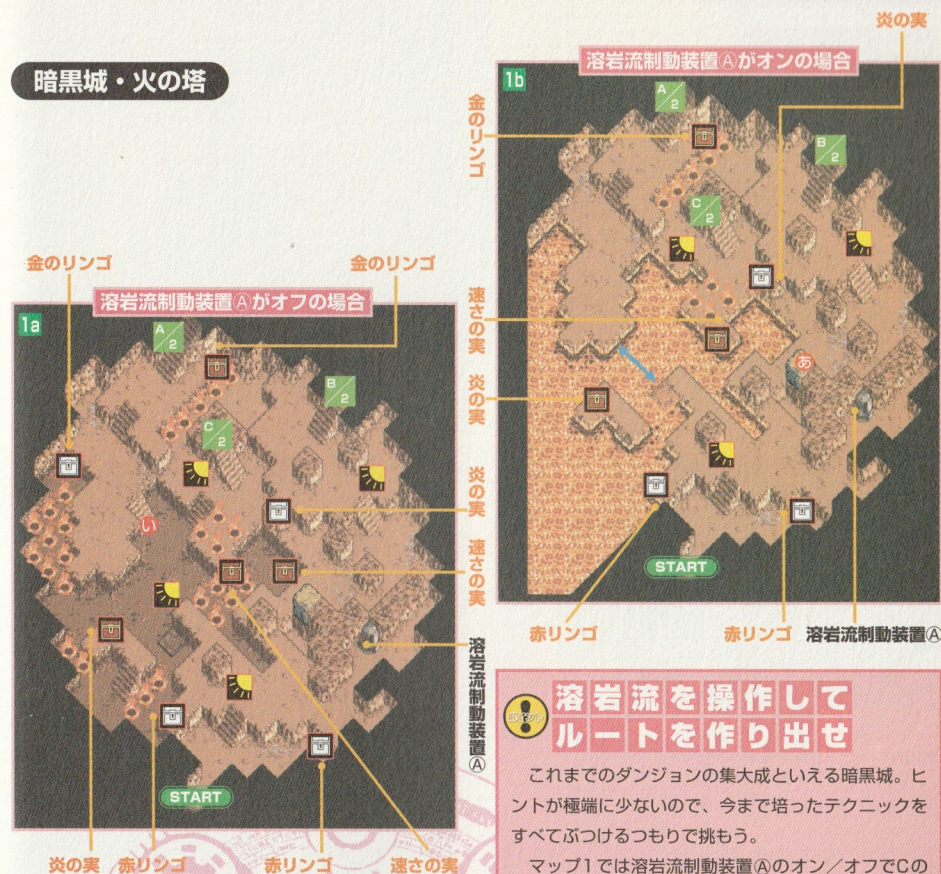 暗黒城・火の塔
金のリンゴ
金のリンゴ
溶岩流制動装置Ⓐがオフの場合
1a
A/2
B/2
C/2
い
START
炎の実
赤リンゴ
赤リンゴ
速さの実
炎の実
溶岩流制動装置Ⓐがオンの場合
1b
A/2
B/2
C/2
あ
START
金のリンゴ
速さの実
炎の実
炎の実
速さの実
溶岩流制動装置Ⓐ
赤リンゴ
赤リンゴ
溶岩流制動装置Ⓐ
溶岩流を操作して
ルートを作り出せ
これまでのダンジョンの集大成といえる暗黒城。ヒ
ントが極端に少ないので、今まで培ったテクニックを
すべてぶつけるつもりで挑もう。
マップ1では溶岩流制動装置Ⓐのオン／オフでCの